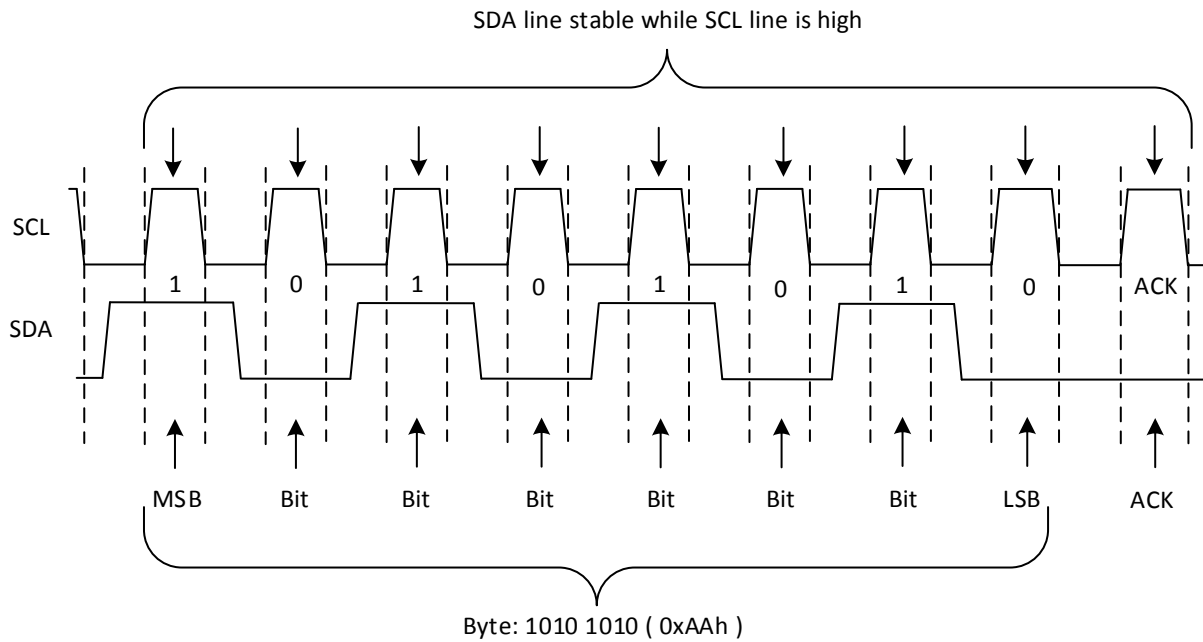 SDA line stable while SCL line is high
SCL
1 0 1 0 1 0 1 0 ACK
SDA
MSB Bit Bit Bit Bit Bit Bit LSB ACK
Byte: 1010 1010 ( 0xAAh )